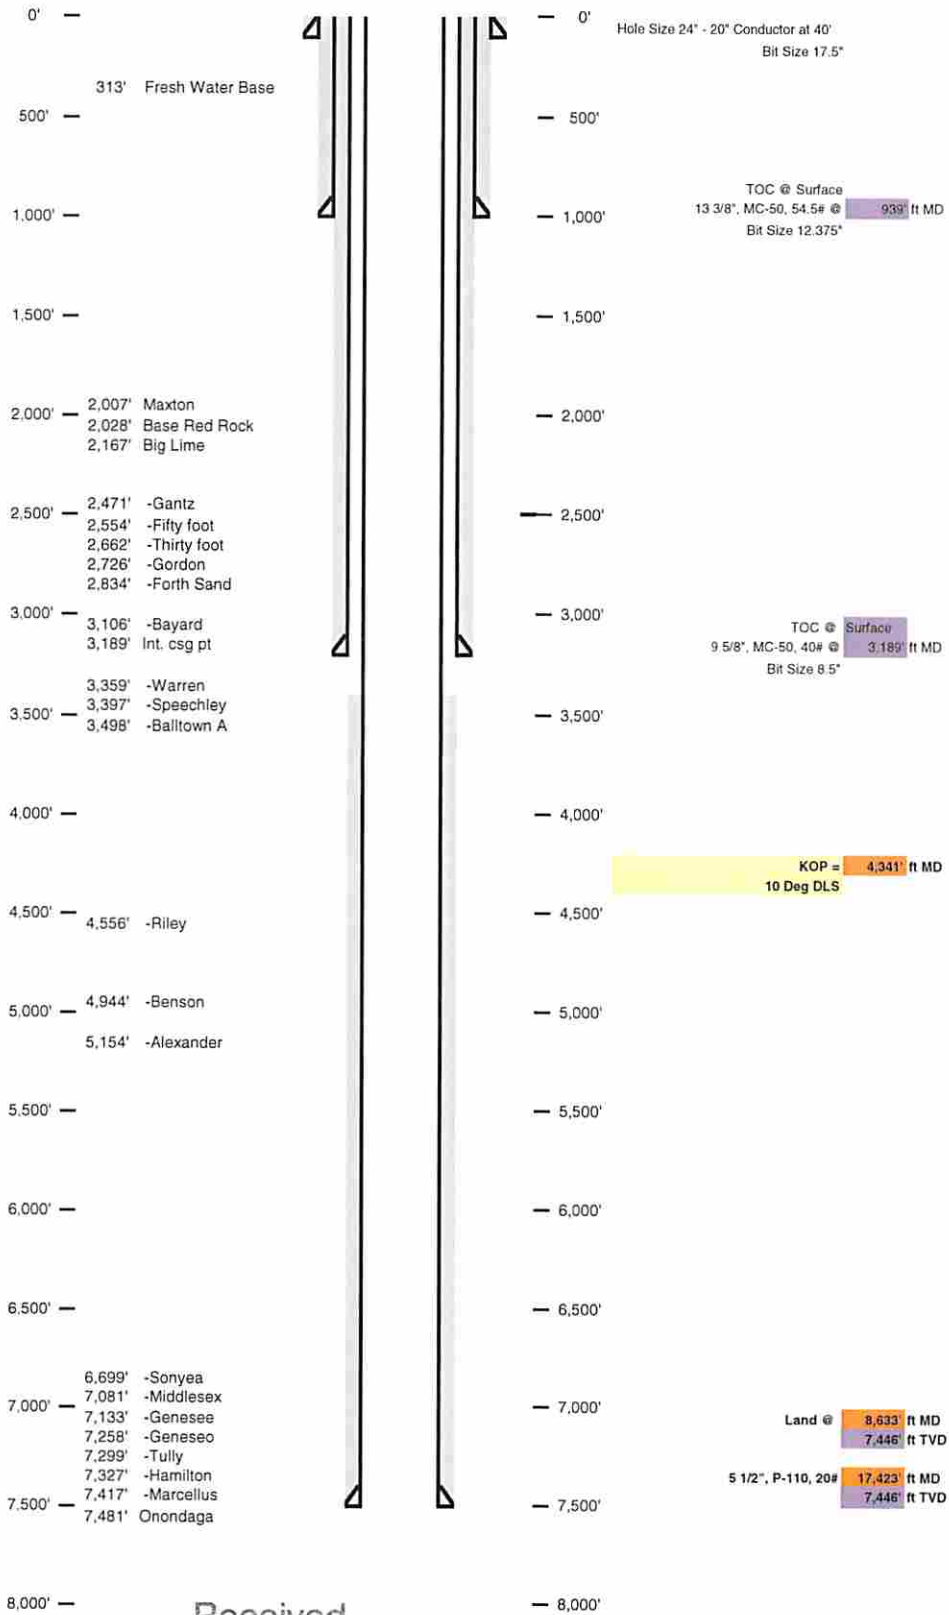 0' 0' Hole Size 24" - 20" Conductor at 40'
Bit Size 17.5"
313' Fresh Water Base
500' 500'
TOC @ Surface
13 3/8", MC-50, 54.5# @ 939' ft MD
1,000' 1,000'
Bit Size 12.375"
1,500' 1,500'
2,007' Maxton
2,000' 2,000'
2,028' Base Red Rock
2,167' Big Lime
2,471' -Gantz
2,500' 2,500'
2,554' -Fifty foot
2,662' -Thirty foot
2,726' -Gordon
2,834' -Forth Sand
3,000' 3,000'
3,106' -Bayard TOC @ Surface
3,189' Int. csg pt 9 5/8", MC-50, 40# @ 3,189' ft MD
Bit Size 8.5"
3,359' -Warren
3,397' -Speechley
3,500' 3,500'
3,498' -Balltown A
4,000' 4,000'
KOP = 4,341' ft MD
10 Deg DLS
4,500' 4,500'
4,556' -Riley
4,944' -Benson
5,000' 5,000'
5,154' -Alexander
5,500' 5,500'
6,000' 6,000'
6,500' 6,500'
6,699' -Sonyea
7,081' -Middlesex
7,000' 7,000'
7,133' -Genesee Land @ 8,633' ft MD
7,258' -Geneseo 7,446' ft TVD
7,299' -Tully
7,327' -Hamilton 5 1/2", P-110, 20# 17,423' ft MD
7,417' -Marcellus 7,446' ft TVD
7,500' 7,500'
7,481' Onondaga
8,000' 8,000'
Received